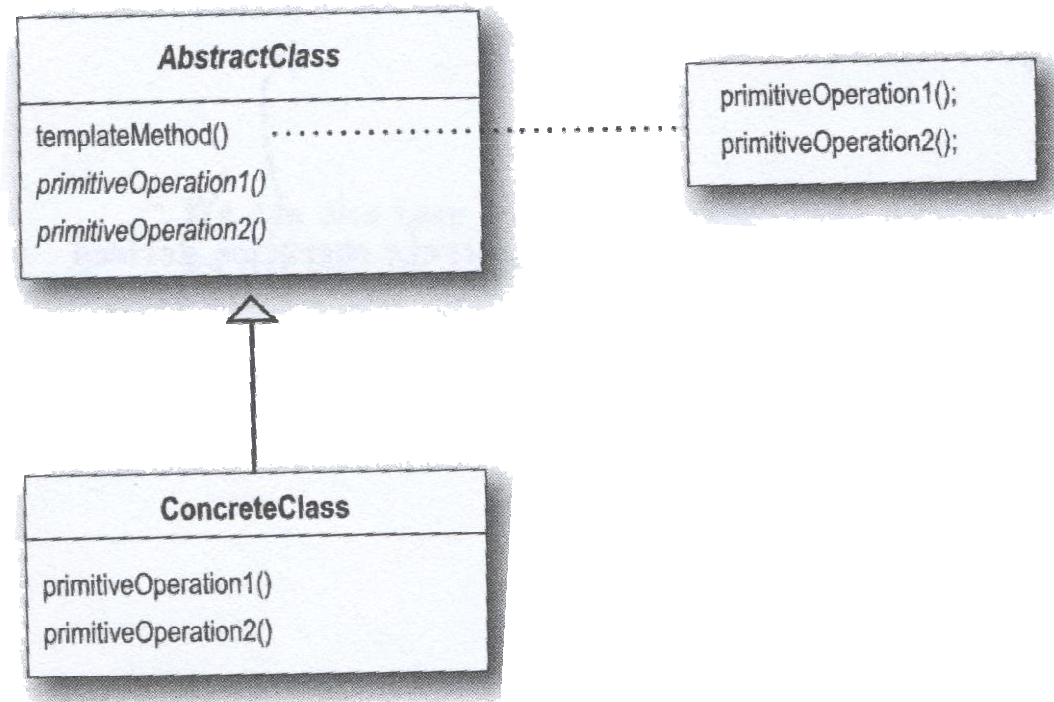 AbstractClass
templateMethod()
primitiveOperation1()
primitiveOperation2()
primitiveOperation1();
primitiveOperation2();
ConcreteClass
primitiveOperation1()
primitiveOperation2()